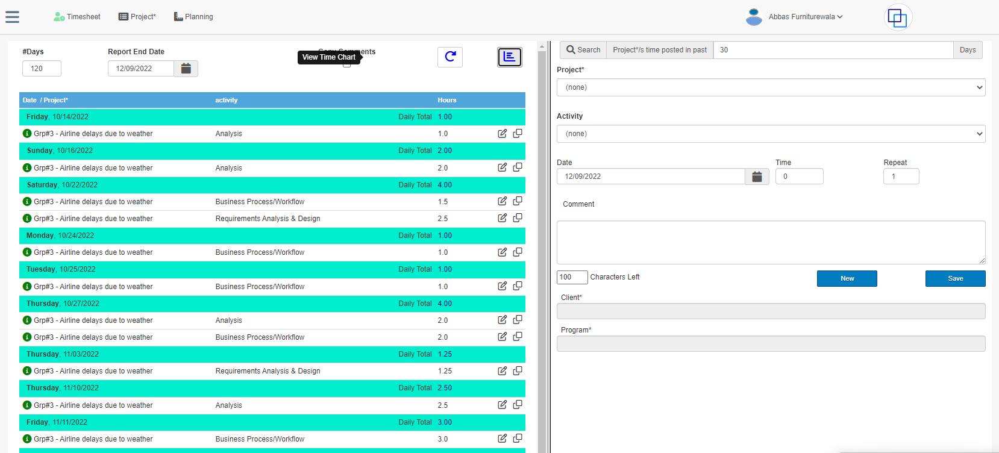 Timesheet Project* Planning Abbas Furniturewala
#Days Report End Date Copy Comments
View Time Chart
120 12/09/2022
Date / Project* activity Hours
Friday, 10/14/2022 Daily Total 1.00
Grp#3 - Airline delays due to weather Analysis 1.0
Sunday, 10/16/2022 Daily Total 2.00
Grp#3 - Airline delays due to weather Analysis 2.0
Saturday, 10/22/2022 Daily Total 4.00
Grp#3 - Airline delays due to weather Business Process/Workflow 1.5
Grp#3 - Airline delays due to weather Requirements Analysis & Design 2.5
Monday, 10/24/2022 Daily Total 1.00
Grp#3 - Airline delays due to weather Business Process/Workflow 1.0
Tuesday, 10/25/2022 Daily Total 1.00
Grp#3 - Airline delays due to weather Business Process/Workflow 1.0
Thursday, 10/27/2022 Daily Total 4.00
Grp#3 - Airline delays due to weather Analysis 2.0
Grp#3 - Airline delays due to weather Business Process/Workflow 2.0
Thursday, 11/03/2022 Daily Total 1.25
Grp#3 - Airline delays due to weather Requirements Analysis & Design 1.25
Thursday, 11/10/2022 Daily Total 2.50
Grp#3 - Airline delays due to weather Analysis 2.5
Friday, 11/11/2022 Daily Total 3.00
Grp#3 - Airline delays due to weather Business Process/Workflow 3.0
Search Project*/s time posted in past 30 Days
Project*
(none)
Activity
(none)
Date Time Repeat
12/09/2022 0 1
Comment
100 Characters Left New Save
Client*
Program*